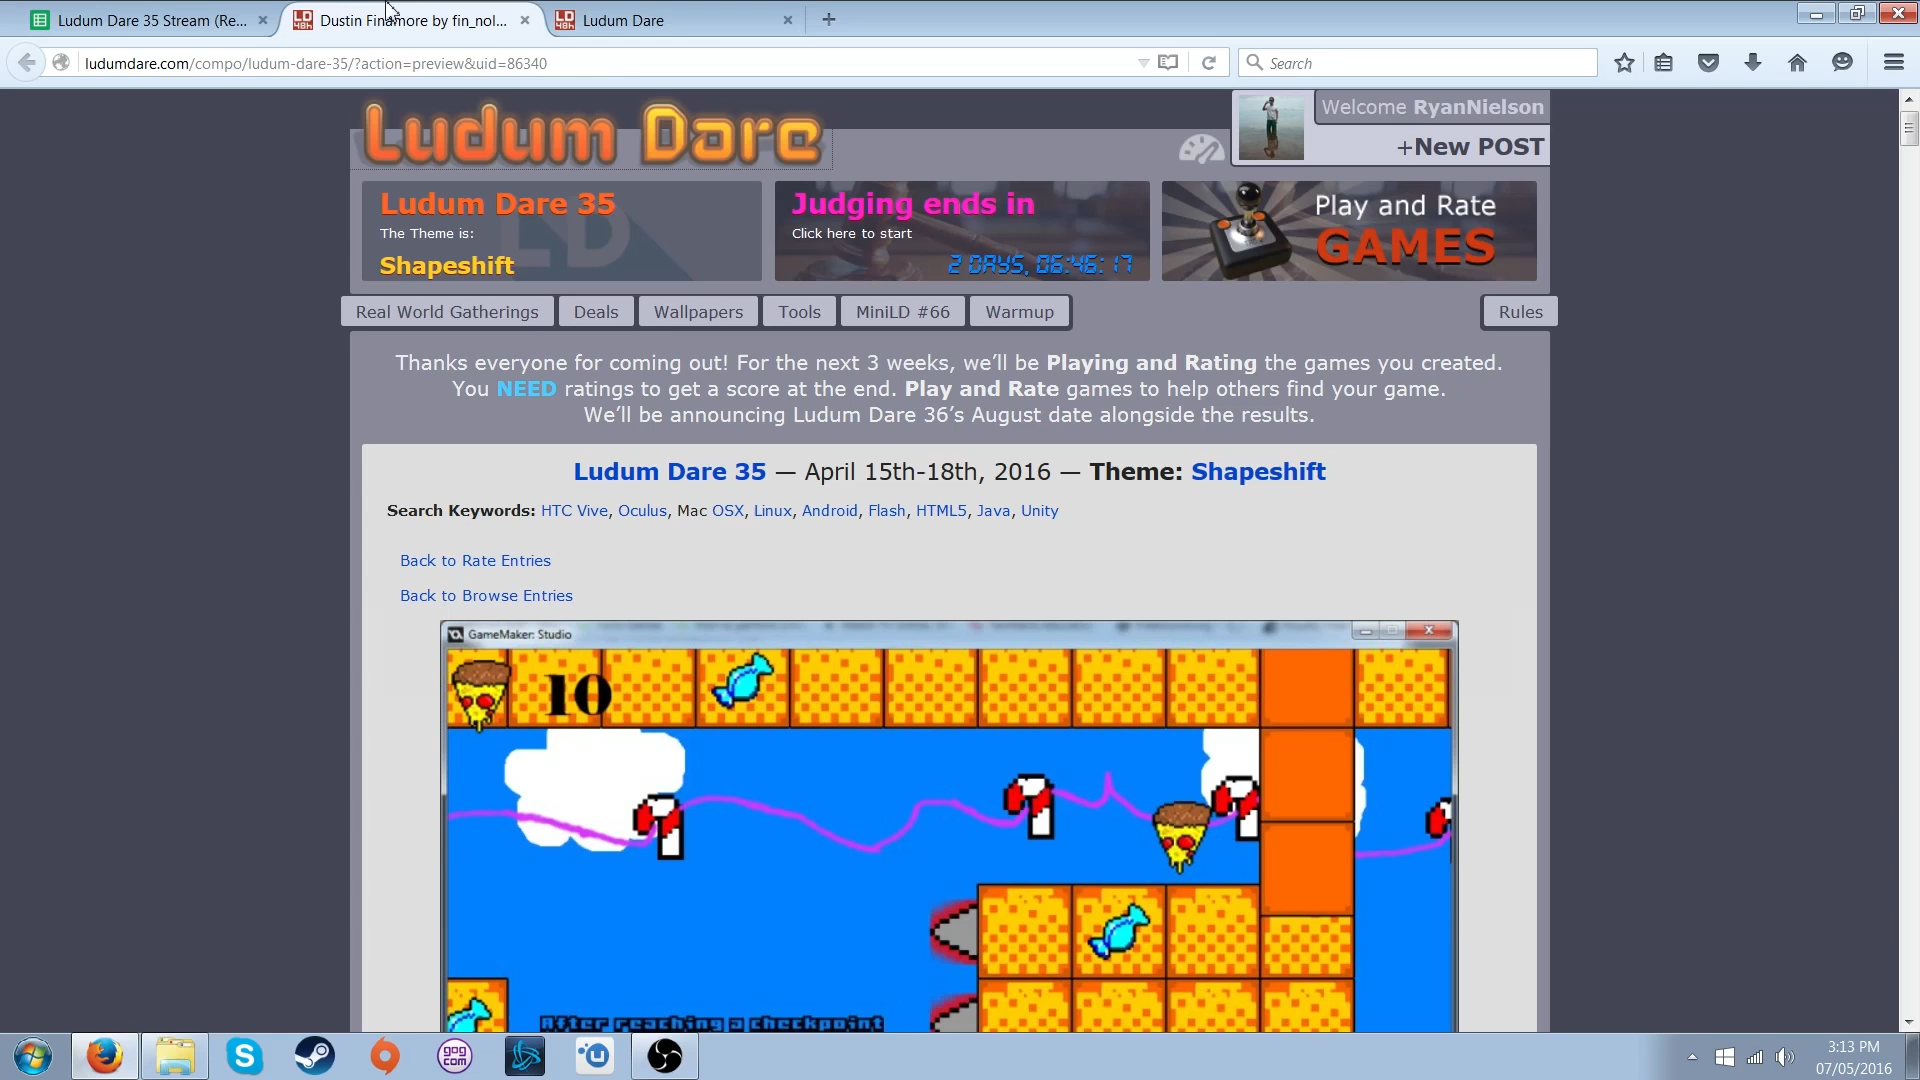 Ludum Dare 35 Stream (Re...
Dustin Finamore by fin_nol...
Ludum Dare
ludumdare.com/compo/ludum-dare-35/?action=preview&uid=86340
Search
Ludum Dare
Welcome RyanNielson
+New POST
Ludum Dare 35
The Theme is:
Shapeshift
Judging ends in
Click here to start
2 DAYS, 06:46:17
Play and Rate
GAMES
Real World Gatherings
Deals
Wallpapers
Tools
MiniLD #66
Warmup
Rules
Thanks everyone for coming out! For the next 3 weeks, we'll be Playing and Rating the games you created.
You NEED ratings to get a score at the end. Play and Rate games to help others find your game.
We'll be announcing Ludum Dare 36's August date alongside the results.
Ludum Dare 35 — April 15th-18th, 2016 — Theme: Shapeshift
Search Keywords: HTC Vive, Oculus, Mac OSX, Linux, Android, Flash, HTML5, Java, Unity
Back to Rate Entries
Back to Browse Entries
GameMaker: Studio
10
After reaching a checkpoint
GOG
COM
3:13 PM
07/05/2016